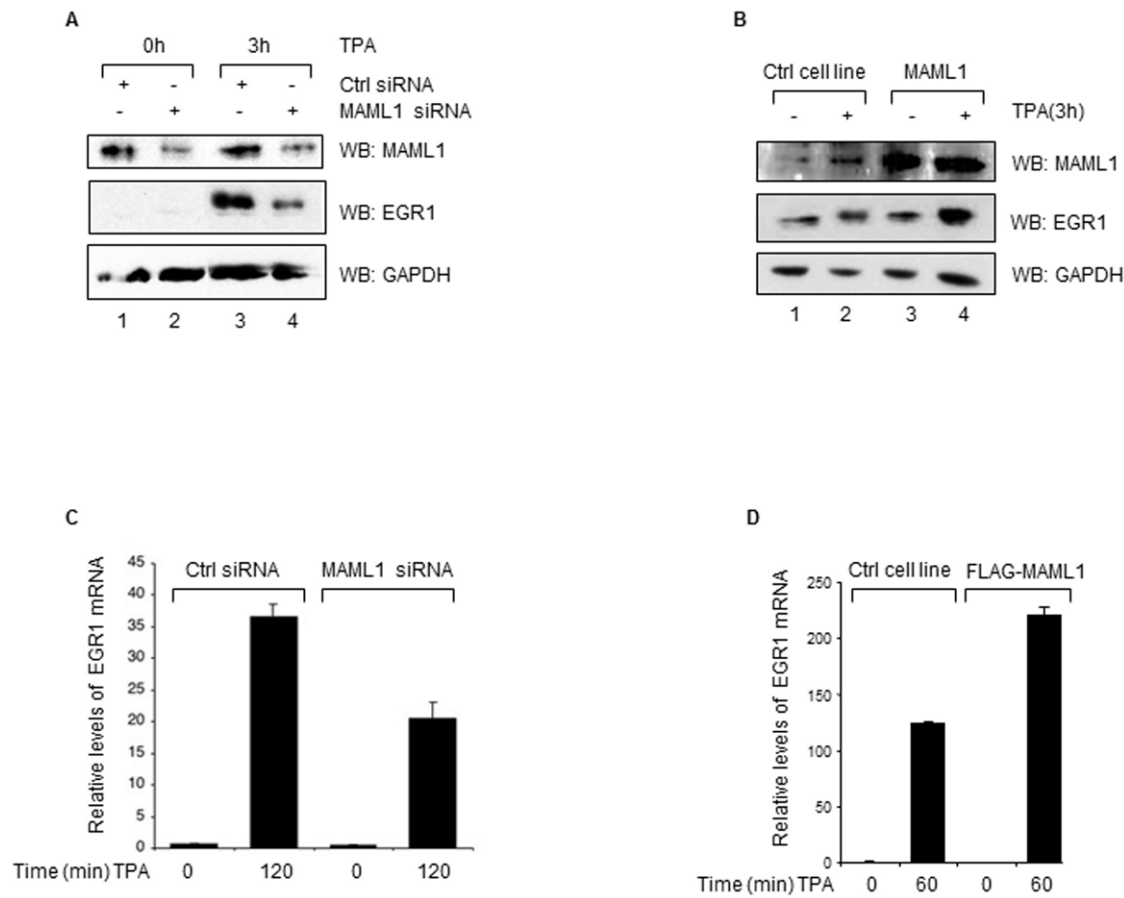 A
0h 3h TPA
+ - + - Ctrl siRNA
- + - + MAML1 siRNA
WB: MAML1
WB: EGR1
WB: GAPDH
1 2 3 4
B
Ctrl cell line MAML1
- + - + TPA(3h)
WB: MAML1
WB: EGR1
WB: GAPDH
1 2 3 4
C
Relative levels of EGR1 mRNA
45
40
35
30
25
20
15
10
5
0
Ctrl siRNA MAML1 siRNA
Time (min) TPA 0 120 0 120
D
Relative levels of EGR1 mRNA
250
200
150
100
50
0
Ctrl cell line FLAG-MAML1
Time (min) TPA 0 60 0 60